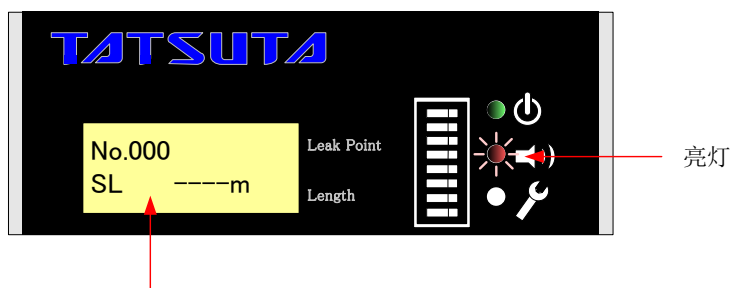 TATSUTA
No.000
SL ----m
Leak Point
Length
亮灯